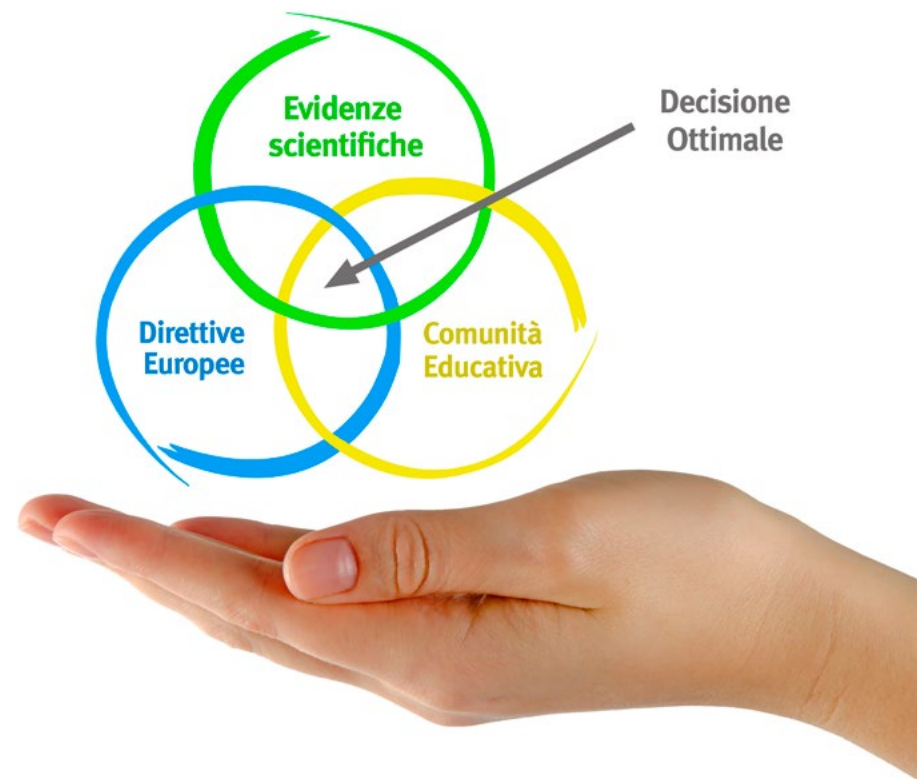 Evidenze
scientifiche
Decisione
Ottimale
Direttive
Europee
Comunità
Educativa